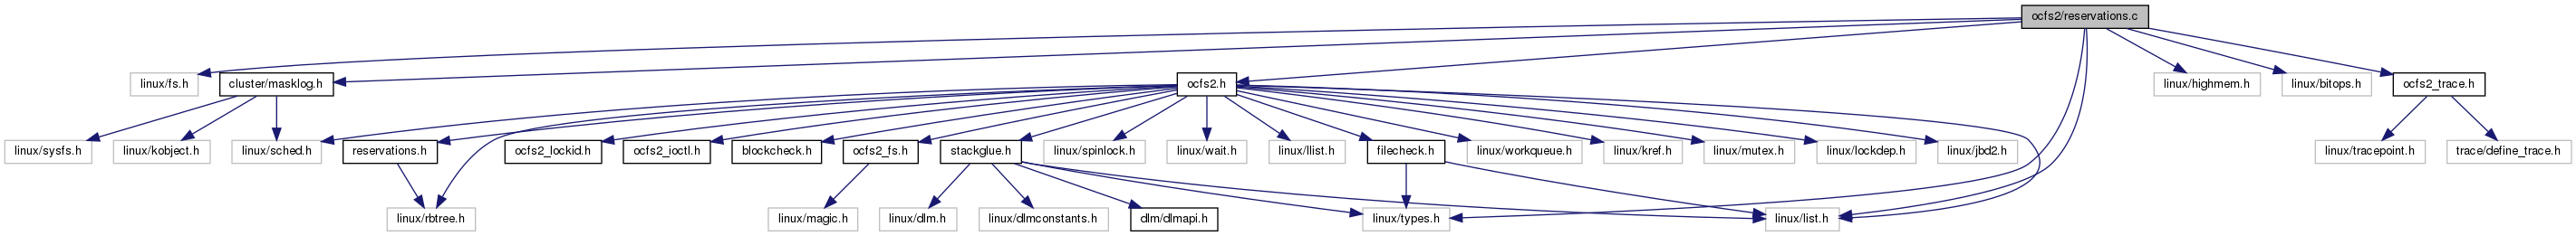 ocfs2/reservations.c
linux/fs.h
cluster/masklog.h
ocfs2.h
linux/highmem.h
linux/bitops.h
ocfs2_trace.h
linux/sysfs.h
linux/kobject.h
linux/sched.h
reservations.h
ocfs2_lockid.h
ocfs2_ioctl.h
blockcheck.h
ocfs2_fs.h
stackglue.h
linux/spinlock.h
linux/wait.h
linux/llist.h
filecheck.h
linux/workqueue.h
linux/kref.h
linux/mutex.h
linux/lockdep.h
linux/jbd2.h
linux/tracepoint.h
trace/define_trace.h
linux/rbtree.h
linux/magic.h
linux/dlm.h
linux/dlmconstants.h
dlm/dlmapi.h
linux/types.h
linux/list.h